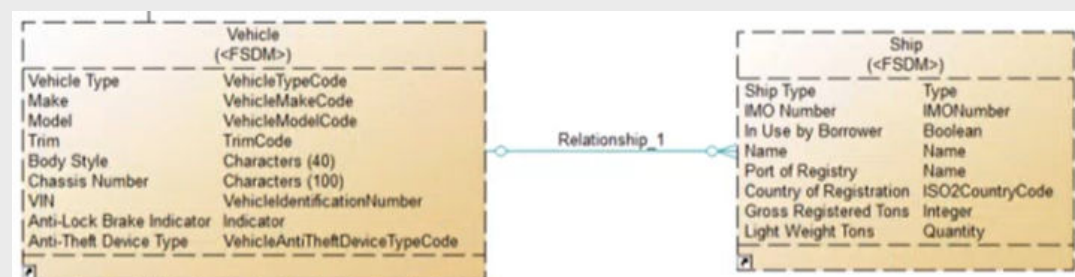 Vehicle
(<FSDM>)
Vehicle Type VehicleTypeCode
Make VehicleMakeCode
Model VehicleModelCode
Trim TrimCode
Body Style Characters (40)
Chassis Number Characters (100)
VIN VehicleIdentificationNumber
Anti-Lock Brake Indicator Indicator
Anti-Theft Device Type VehicleAntiTheftDeviceTypeCode
Relationship_1
Ship
(<FSDM>)
Ship Type Type
IMO Number IMONumber
In Use by Borrower Boolean
Name Name
Port of Registry Name
Country of Registration ISO2CountryCode
Gross Registered Tons Integer
Light Weight Tons Quantity